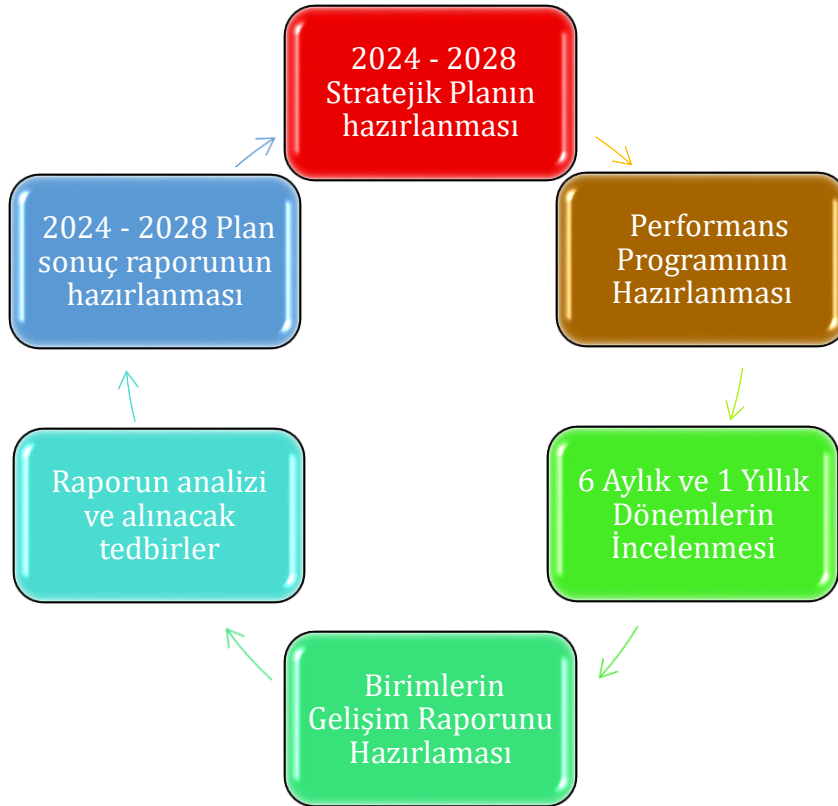 2024 - 2028
Stratejik Planın
hazırlanması
Performans
Programının
Hazırlanması
6 Aylık ve 1 Yıllık
Dönemlerin
İncelenmesi
Birimlerin
Gelişim Raporunu
Hazırlaması
Raporun analizi
ve alınacak
tedbirler
2024 - 2028 Plan
sonuç raporunun
hazırlanması